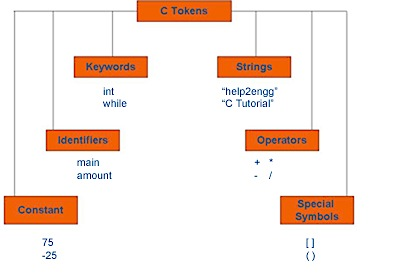 C Tokens
Keywords
int
while
Strings
“help2engg”
“C Tutorial”
Identifiers
main
amount
Operators
+ *
- /
Constant
75
-25
Special
Symbols
[ ]
( )